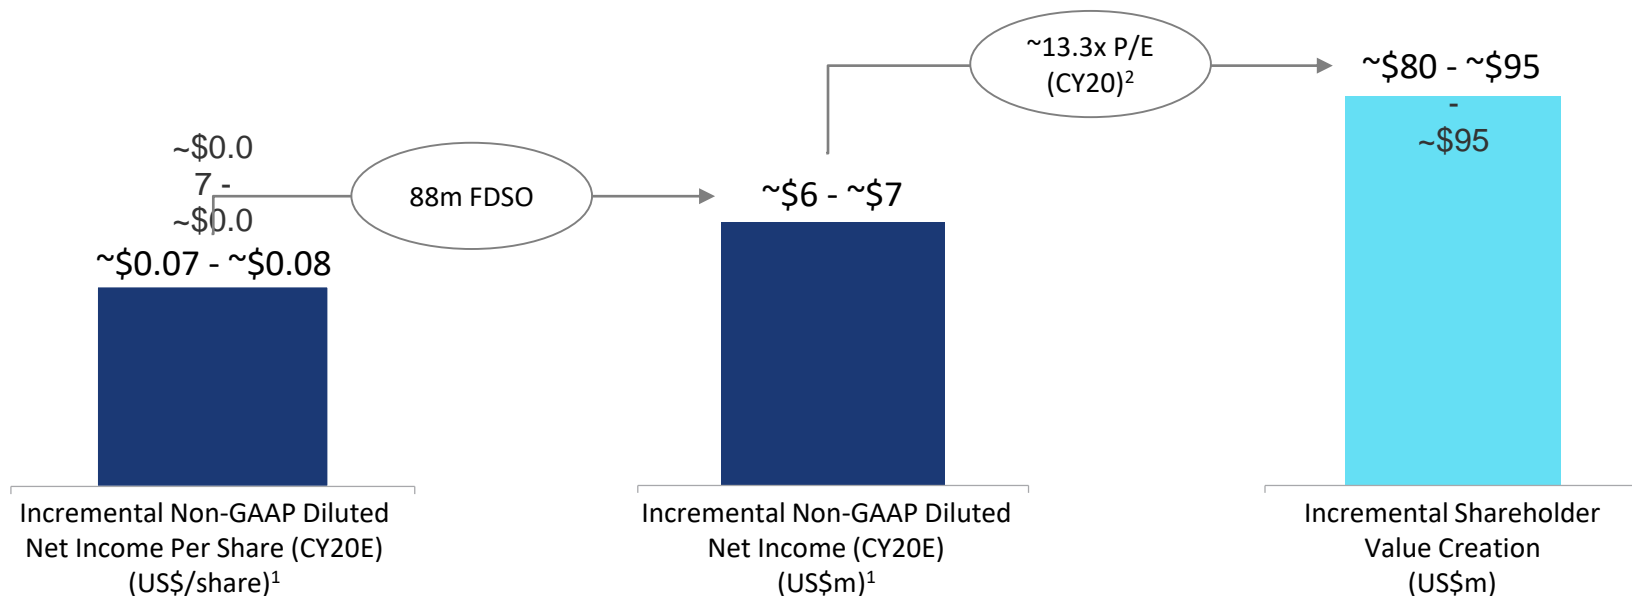 ~13.3x P/E
(CY20)²
~$80 - ~$95
-
~$95
~$0.0
7 -
~$0.0
88m FDSO
~$6 - ~$7
~$0.07 - ~$0.08
Incremental Non-GAAP Diluted
Net Income Per Share (CY20E)
(US$/share)¹
Incremental Non-GAAP Diluted
Net Income (CY20E)
(US$m)¹
Incremental Shareholder
Value Creation
(US$m)